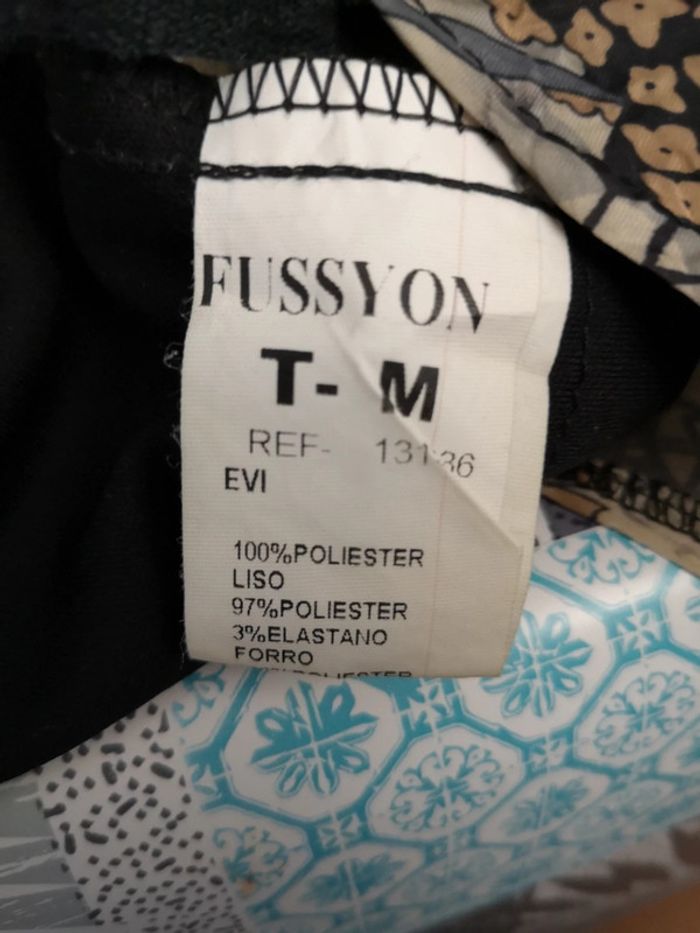 FUSSYON
T- M
REF- 13136
EVI
100%POLIESTER
LISO
97%POLIESTER
3%ELASTANO
FORRO